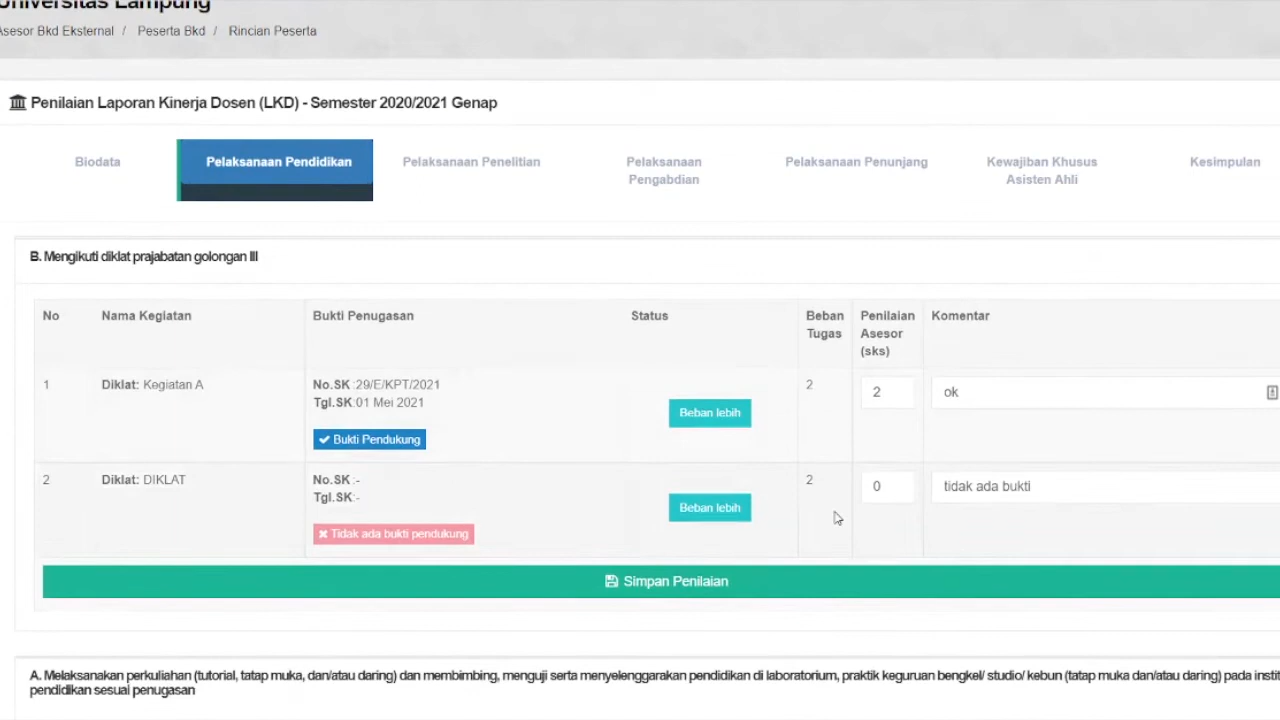 Universitas Lampung
Asesor Bkd Eksternal / Peserta Bkd / Rincian Peserta
Penilaian Laporan Kinerja Dosen (LKD) - Semester 2020/2021 Genap
Biodata
Pelaksanaan Pendidikan
Pelaksanaan Penelitian
Pelaksanaan
Pengabdian
Pelaksanaan Penunjang
Kewajiban Khusus
Asisten Ahli
Kesimpulan
B. Mengikuti diklat prajabatan golongan III
No
Nama Kegiatan
Bukti Penugasan
Status
Beban
Tugas
Penilaian
Asesor
(sks)
Komentar
1
Diklat: Kegiatan A
No.SK :29/E/KPT/2021
Tgl.SK:01 Mei 2021
Bukti Pendukung
Beban lebih
2
2
ok
2
Diklat: DIKLAT
No.SK :-
Tgl.SK:-
Tidak ada bukti pendukung
Beban lebih
2
0
tidak ada bukti
Simpan Penilaian
A. Melaksanakan perkuliahan (tutorial, tatap muka, dan/atau daring) dan membimbing, menguji serta menyelenggarakan pendidikan di laboratorium, praktik keguruan bengkel/ studio/ kebun (tatap muka dan/atau daring) pada instit
pendidikan sesuai penugasan